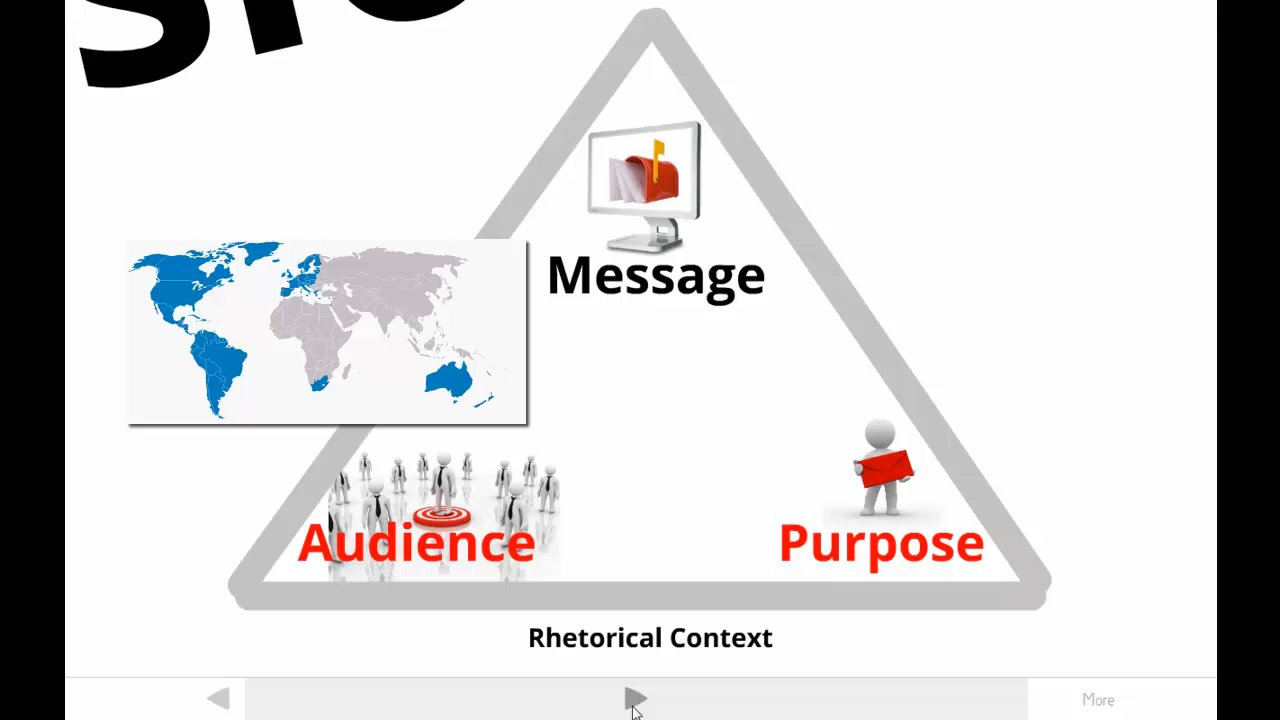 Message
Audience
Purpose
Rhetorical Context
More